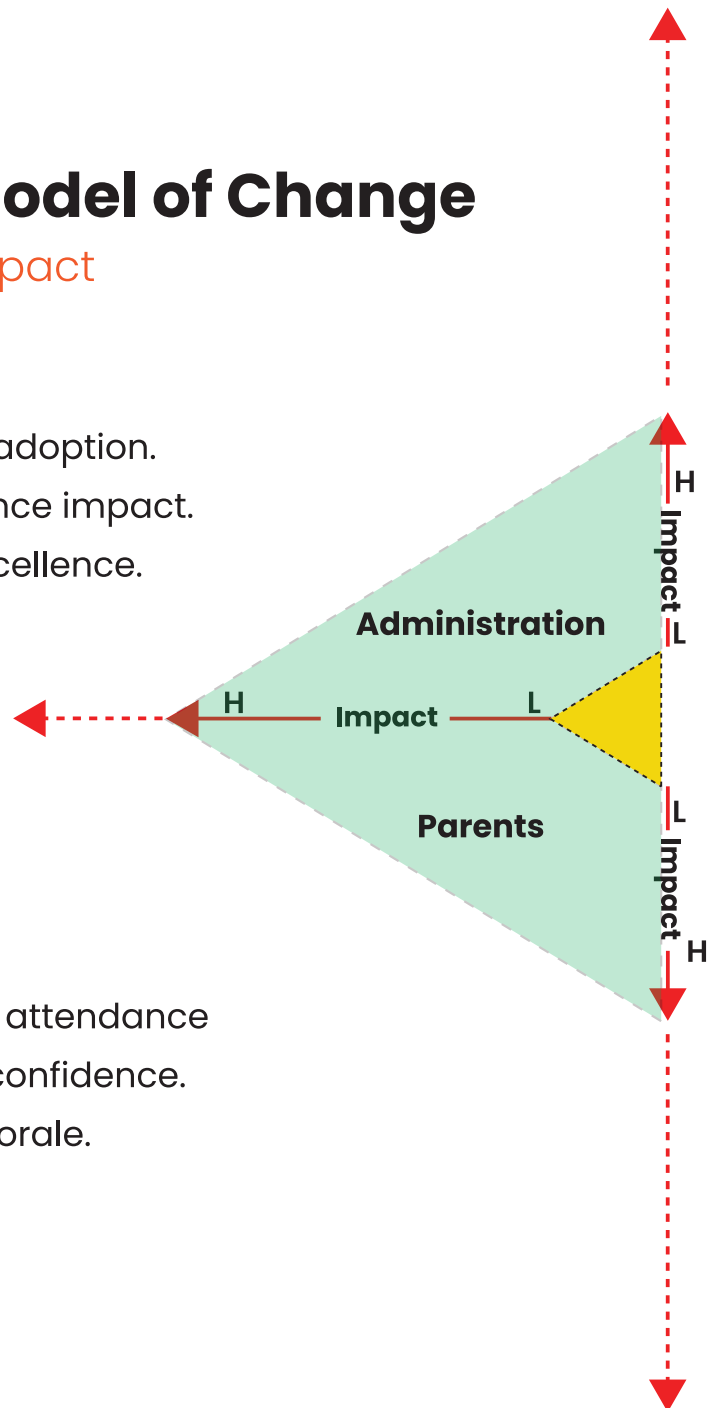 odel of Change
pact
adoption.
nce impact.
cellence.
H
Impact
L
Administration
H Impact L
Parents
L
Impact
H
attendance
confidence.
orale.